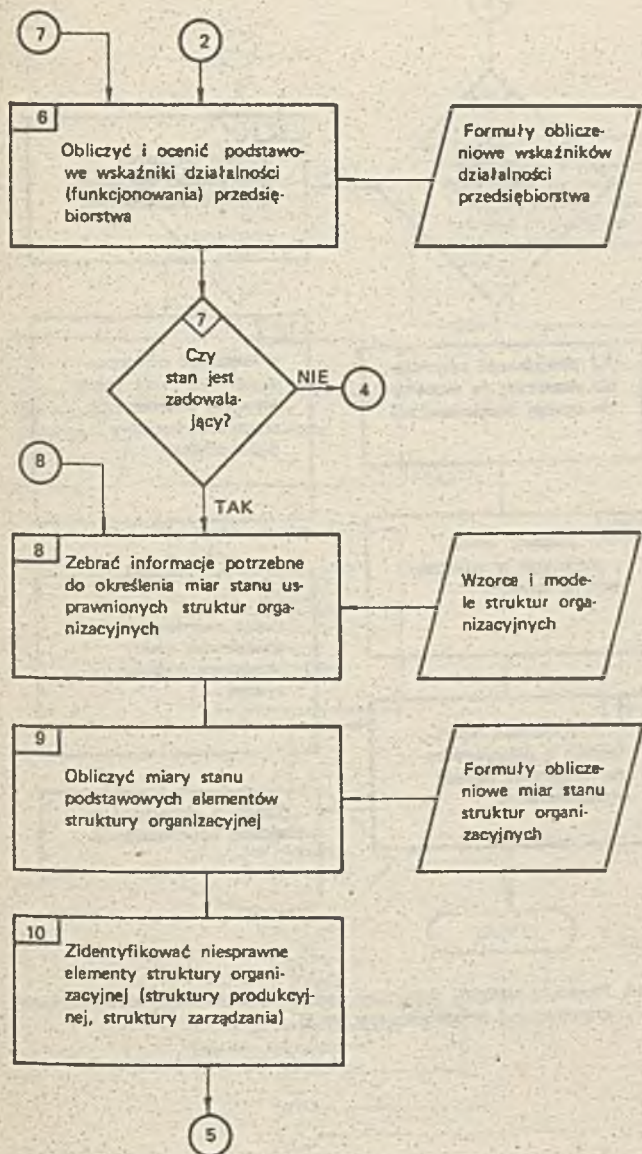 7
2
6
Obliczyć i ocenić podstawo-
we wskaźniki działalności
(funkcjonowania) przedsię-
biorstwa
Formuły oblicze-
niowe wskaźników
działalności
przedsiębiorstwa
7
Czy
stan jest
zadowala-
jący?
NIE
4
8
TAK
8
Zebrać informacje potrzebne
do określenia miar stanu us-
prawnionych struktur orga-
nizacyjnych
Wzorce i mode-
le struktur orga-
nizacyjnych
9
Obliczyć miary stanu
podstawowych elementów
struktury organizacyjnej
Formuły oblicze-
niowe miar stanu
struktur organi-
zacyjnych
10
Zidentyfikować niesprawne
elementy struktury organi-
zacyjnej (struktury produkcyj-
nej, struktury zarządzania)
5